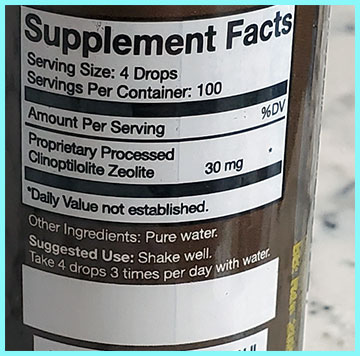 Supplement Facts
Serving Size: 4 Drops
Servings Per Container: 100
Amount Per Serving %DV
Proprietary Processed
Clinoptilolite Zeolite 30 mg *
*Daily Value not established.
Other Ingredients: Pure water.
Suggested Use: Shake well.
Take 4 drops 3 times per day with water.